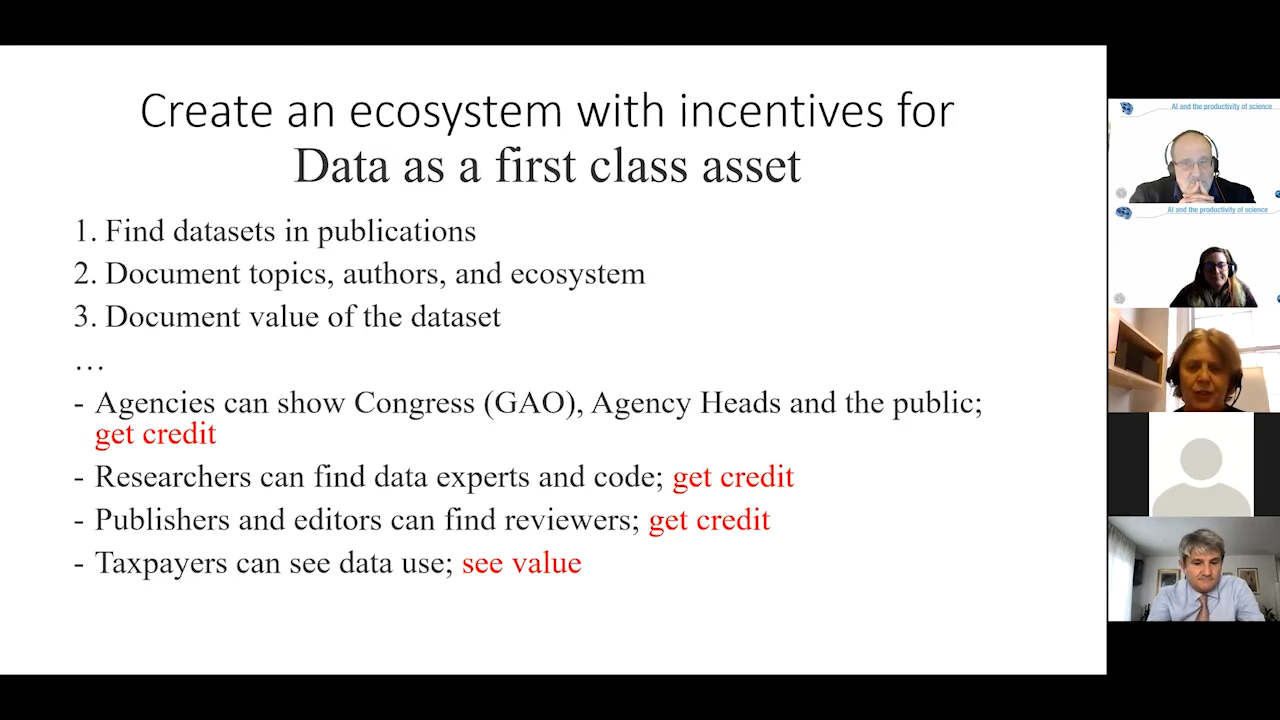 Create an ecosystem with incentives for
Data as a first class asset
1. Find datasets in publications
2. Document topics, authors, and ecosystem
3. Document value of the dataset
…
- Agencies can show Congress (GAO), Agency Heads and the public;
get credit
- Researchers can find data experts and code; get credit
- Publishers and editors can find reviewers; get credit
- Taxpayers can see data use; see value
AI and the productivity of science
AI and the productivity of science